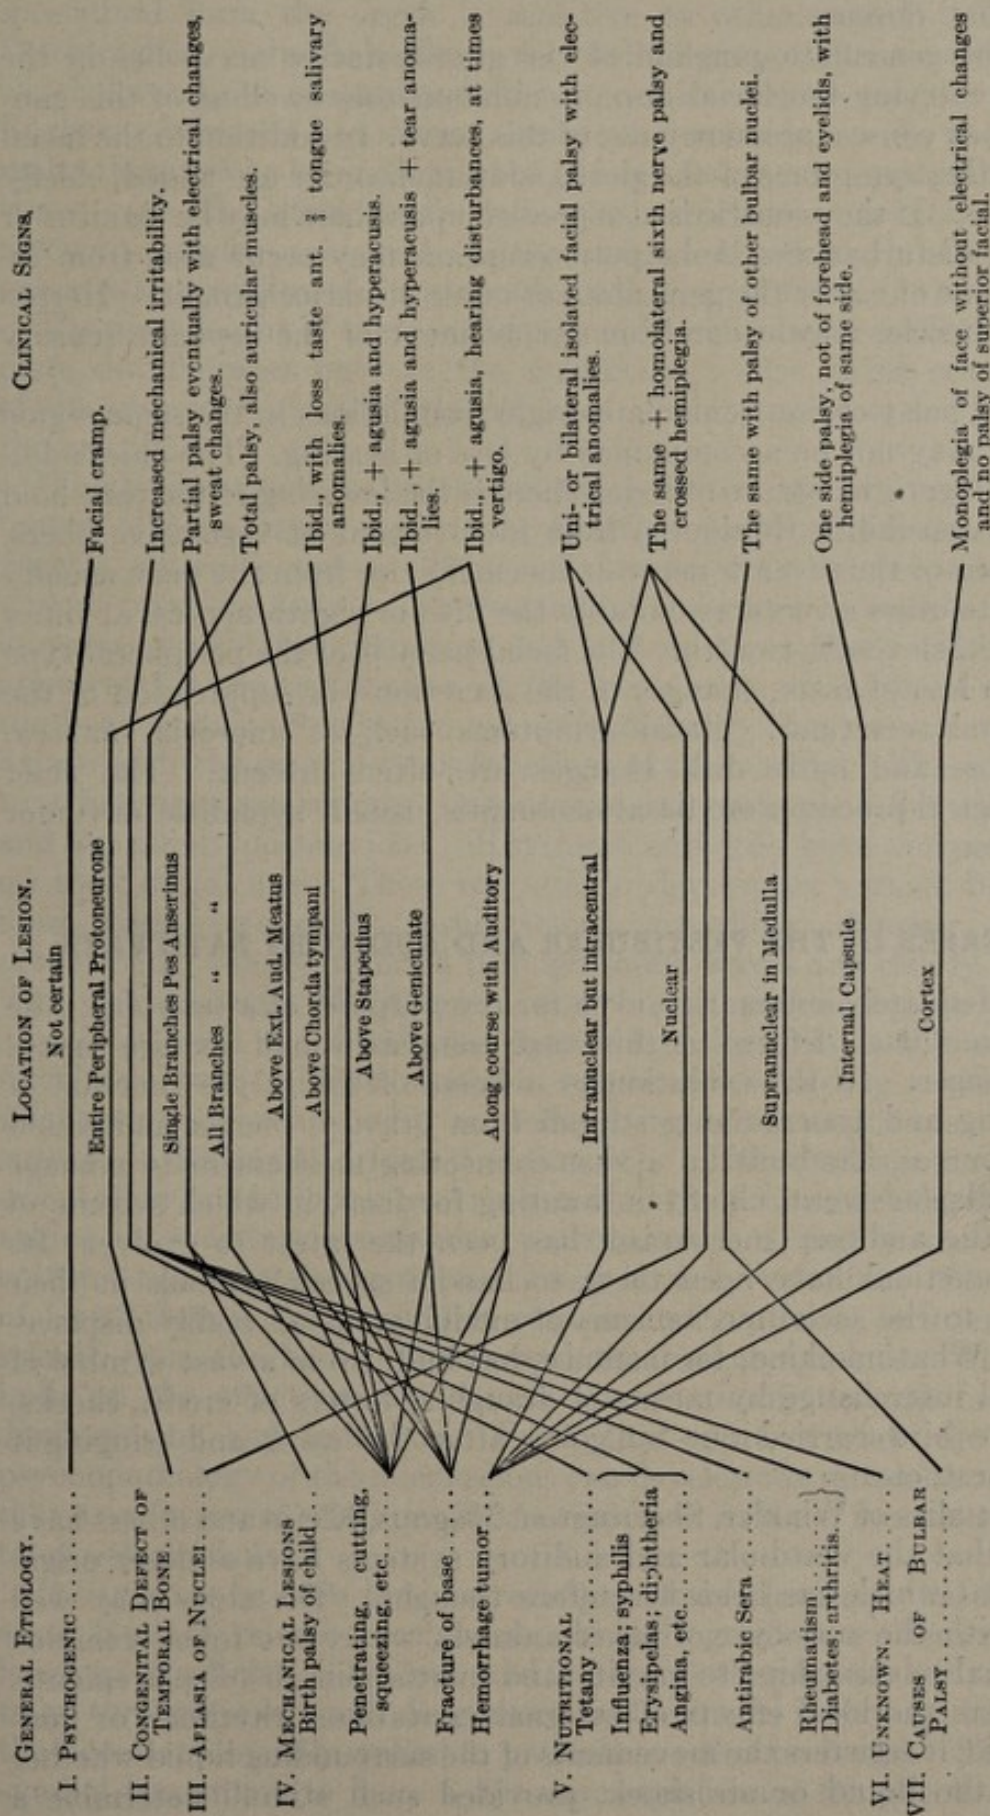 GENERAL ETIOLOGY.
I. PSYCHOGENIC ........
II. CONGENITAL DEFECT OF
TEMPORAL BONE .....
III. APLASIA OF NUCLEI ....
IV. MECHANICAL LESIONS
Birth palsy of child ....
Penetrating, cutting,
squeezing, etc. .....
Fracture of base .....
Hemorrhage tumor ....
V. NUTRITIONAL
Tetany ...........
Influenza; syphilis
Erysipelas; diphtheria
Angina, etc. .......
Antirabic Sera .....
Rheumatism ........
Diabetes; arthritis. ..
VI. UNKNOWN. HEAT. ....
VII. CAUSES OF BULBAR
PALSY. ...........
LOCATION OF LESION.
Not certain
Entire Peripheral Protoneurone
Single Branches Pes Anserinus
All Branches " "
Above Ext. Aud. Meatus
Above Chorda tympani
Above Stapedius
Above Geniculate
Along course with Auditory
Infranuclear but intracentral
Nuclear
Supranuclear in Medulla
Internal Capsule
Cortex
CLINICAL SIGNS.
Facial cramp.
Increased mechanical irritability.
Partial palsy eventually with electrical changes,
sweat changes.
Total palsy, also auricular muscles.
Ibid., with loss taste ant. ⅔ tongue salivary
anomalies.
Ibid., + agusia and hyperacusis.
Ibid. + agusia and hyperacusis + tear anoma-
lies.
Ibid., + agusia, hearing disturbances, at times
vertigo.
Uni- or bilateral isolated facial palsy with elec-
trical anomalies.
The same + homolateral sixth nerve palsy and
crossed hemiplegia.
The same with palsy of other bulbar nuclei.
One side palsy, not of forehead and eyelids, with
hemiplegia of same side.
Monoplegia of face without electrical changes
and no palsy of superior facial.